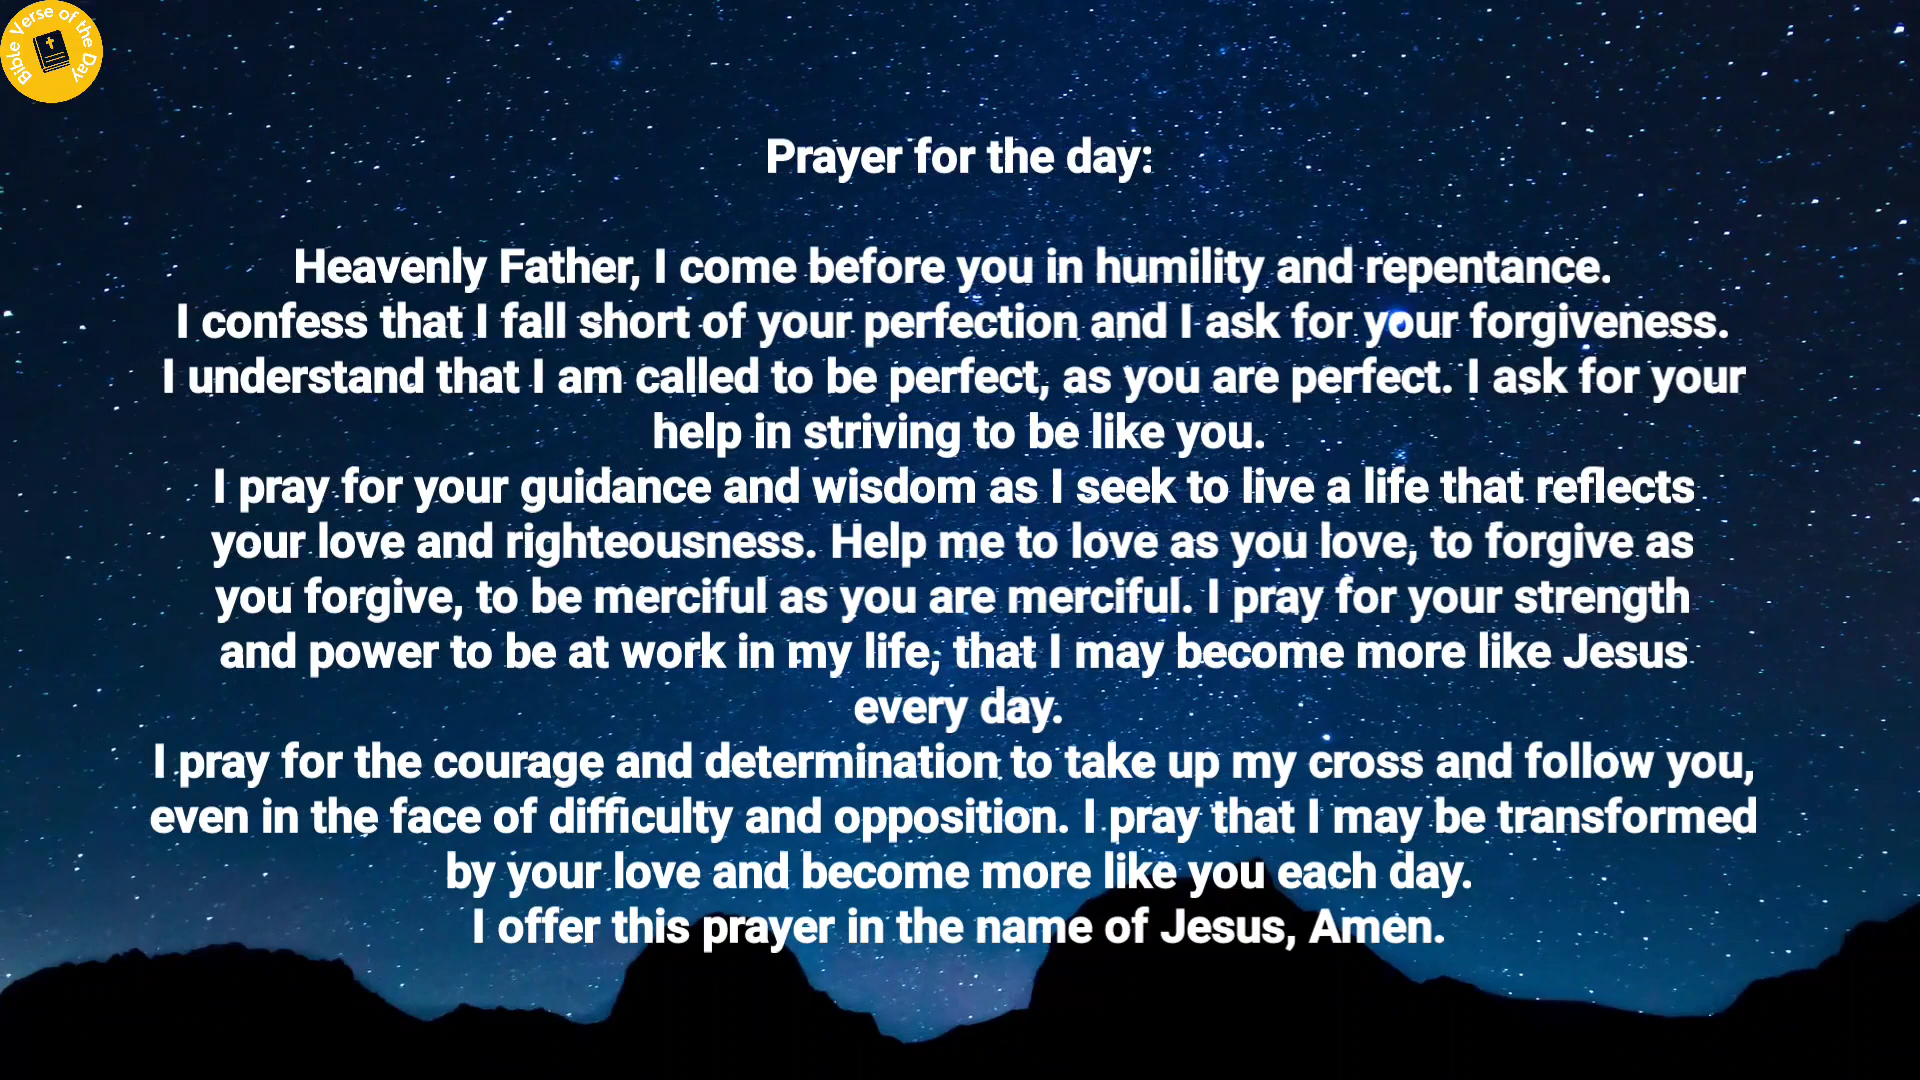 Bible Verse of the Day
Prayer for the day:
Heavenly Father, I come before you in humility and repentance.
I confess that I fall short of your perfection and I ask for your forgiveness.
I understand that I am called to be perfect, as you are perfect. I ask for your
help in striving to be like you.
I pray for your guidance and wisdom as I seek to live a life that reflects
your love and righteousness. Help me to love as you love, to forgive as
you forgive, to be merciful as you are merciful. I pray for your strength
and power to be at work in my life, that I may become more like Jesus
every day.
I pray for the courage and determination to take up my cross and follow you,
even in the face of difficulty and opposition. I pray that I may be transformed
by your love and become more like you each day.
I offer this prayer in the name of Jesus, Amen.